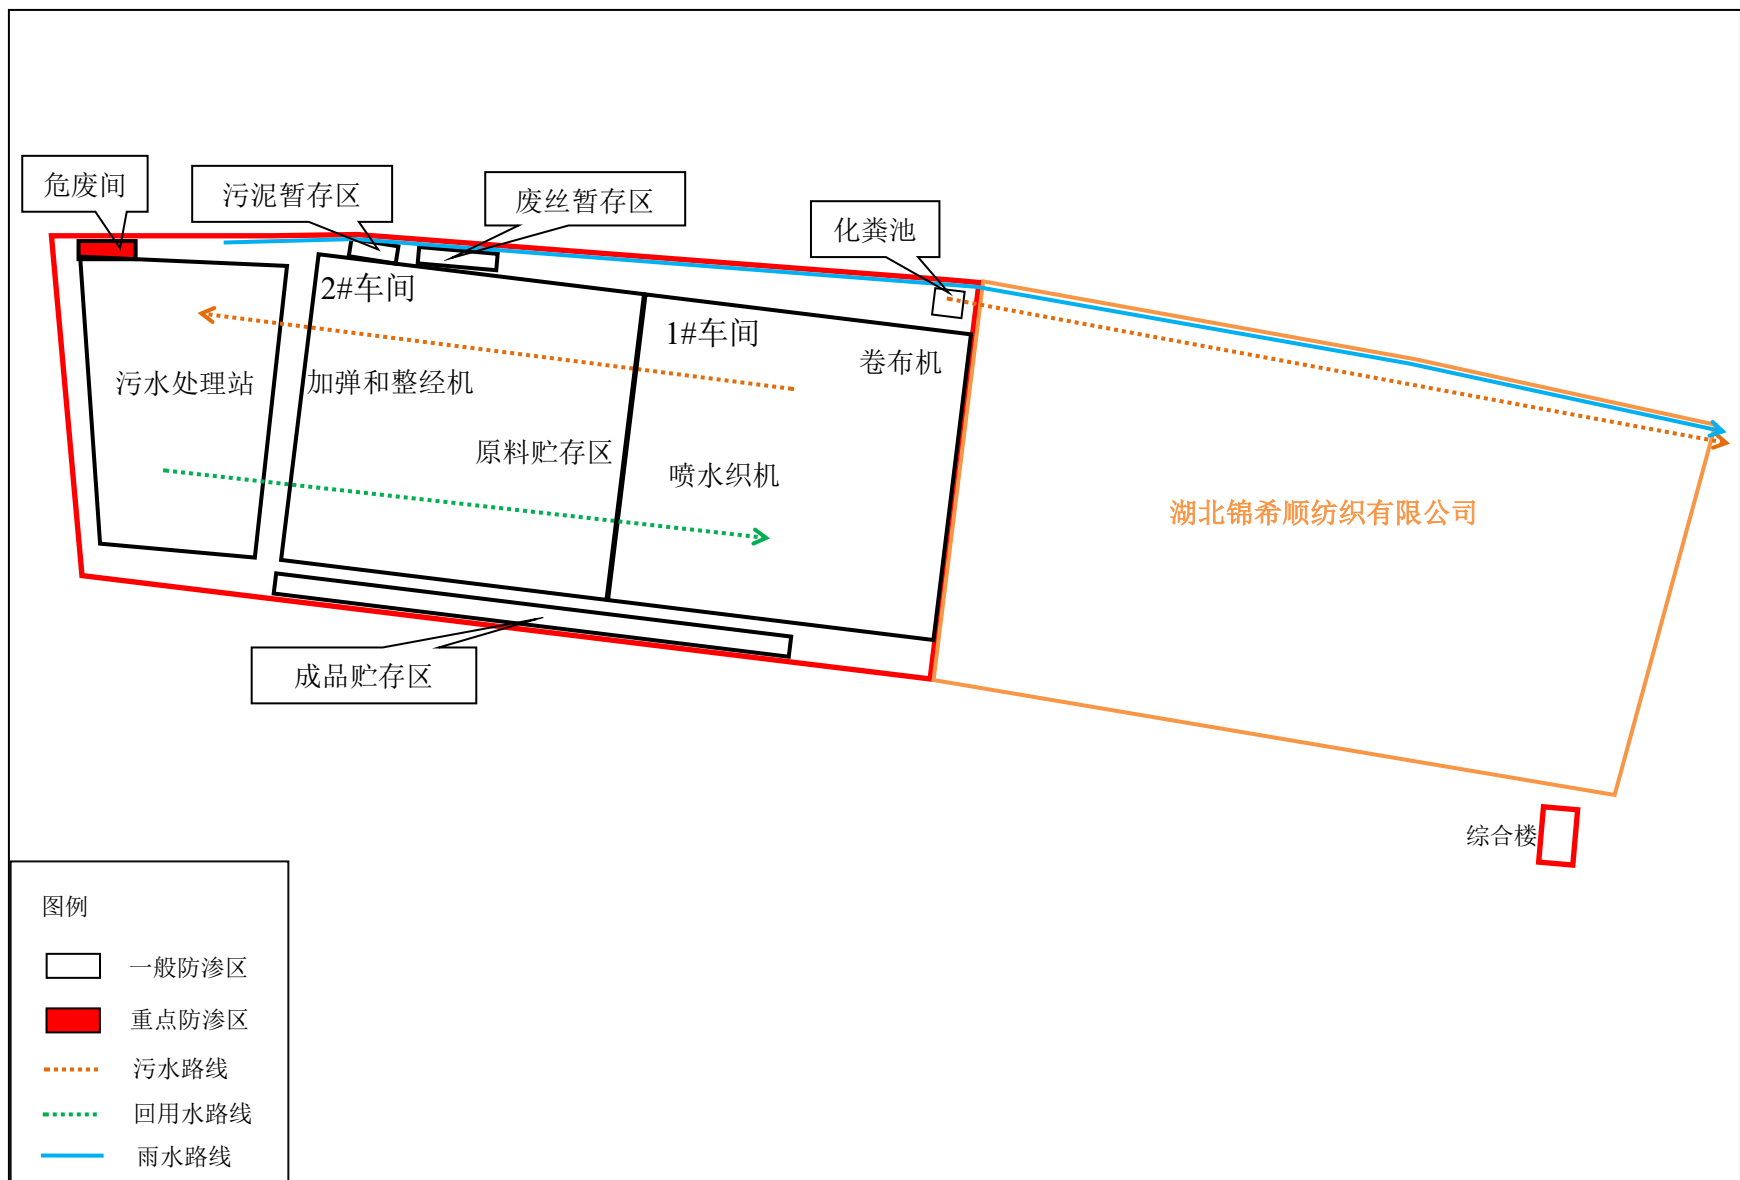 危废间
污泥暂存区
废丝暂存区
化粪池
2#车间
1#车间
卷布机
污水处理站
加弹和整经机
原料贮存区
喷水织机
湖北锦希顺纺织有限公司
成品贮存区
综合楼
图例
一般防渗区
重点防渗区
污水路线
回用水路线
雨水路线